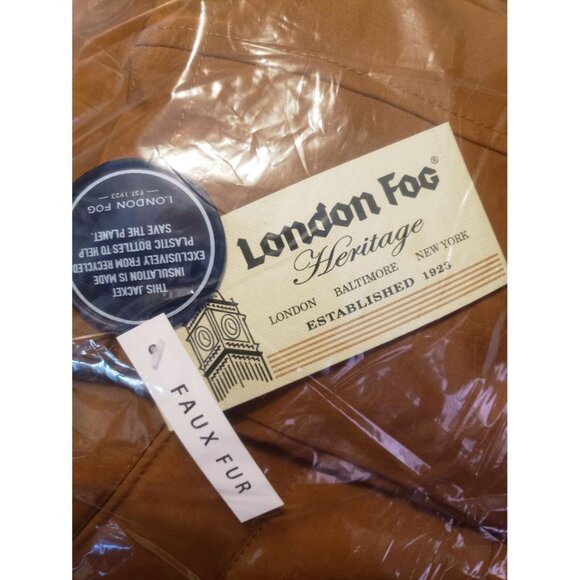 LONDON FOG®
Heritage
LONDON BALTIMORE NEW YORK
ESTABLISHED 1923
THIS JACKET
INSULATION IS MADE
EXCLUSIVELY FROM RECYCLED
PLASTIC BOTTLES TO HELP
SAVE THE PLANET.
EST. 1923
LONDON FOG
FAUX FUR